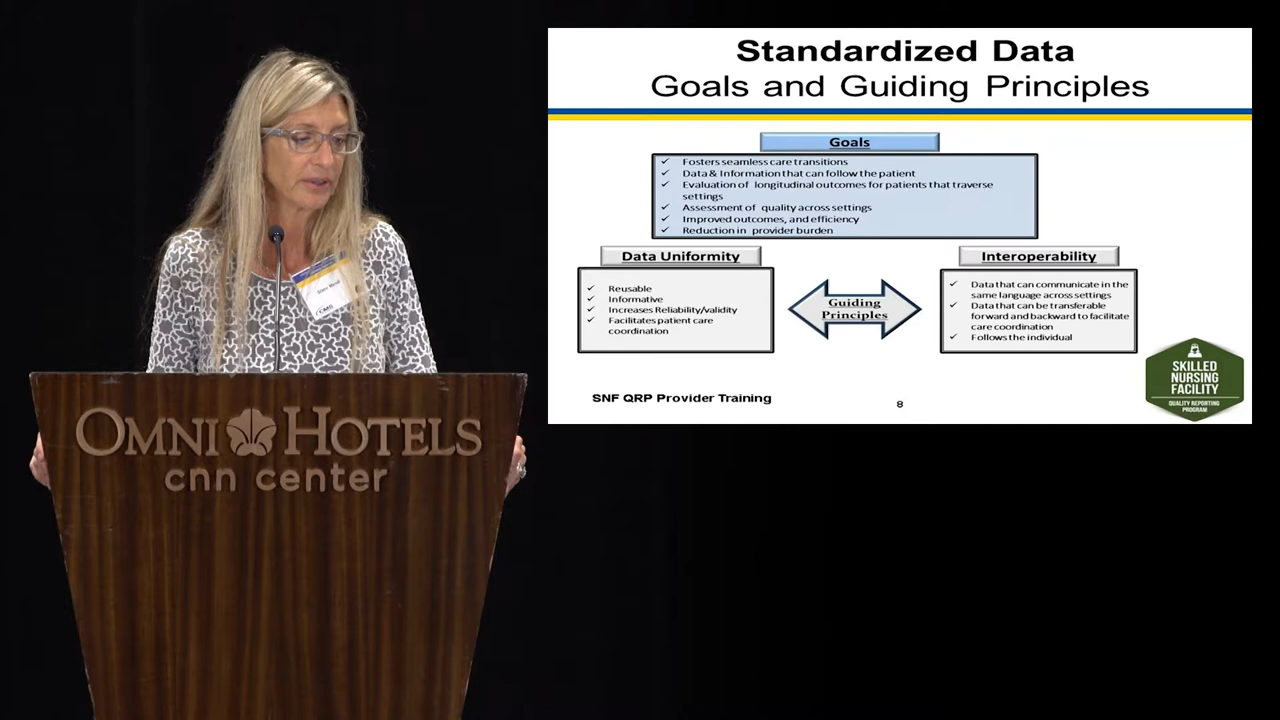 Standardized Data
Goals and Guiding Principles
Goals
✓ Fosters seamless care transitions
✓ Data & Information that can follow the patient
✓ Evaluation of longitudinal outcomes for patients that traverse
settings
✓ Assessment of quality across settings
✓ Improved outcomes, and efficiency
✓ Reduction in provider burden
Data Uniformity
✓ Reusable
✓ Informative
✓ Increases Reliability/validity
✓ Facilitates patient care
coordination
Guiding
Principles
Interoperability
✓ Data that can communicate in the
same language across settings
✓ Data that can be transferable
forward and backward to facilitate
care coordination
✓ Follows the individual
SNF QRP Provider Training
8
SKILLED
NURSING
FACILITY
QUALITY REPORTING
PROGRAM
CMS
OMNI HOTELS
cnn center